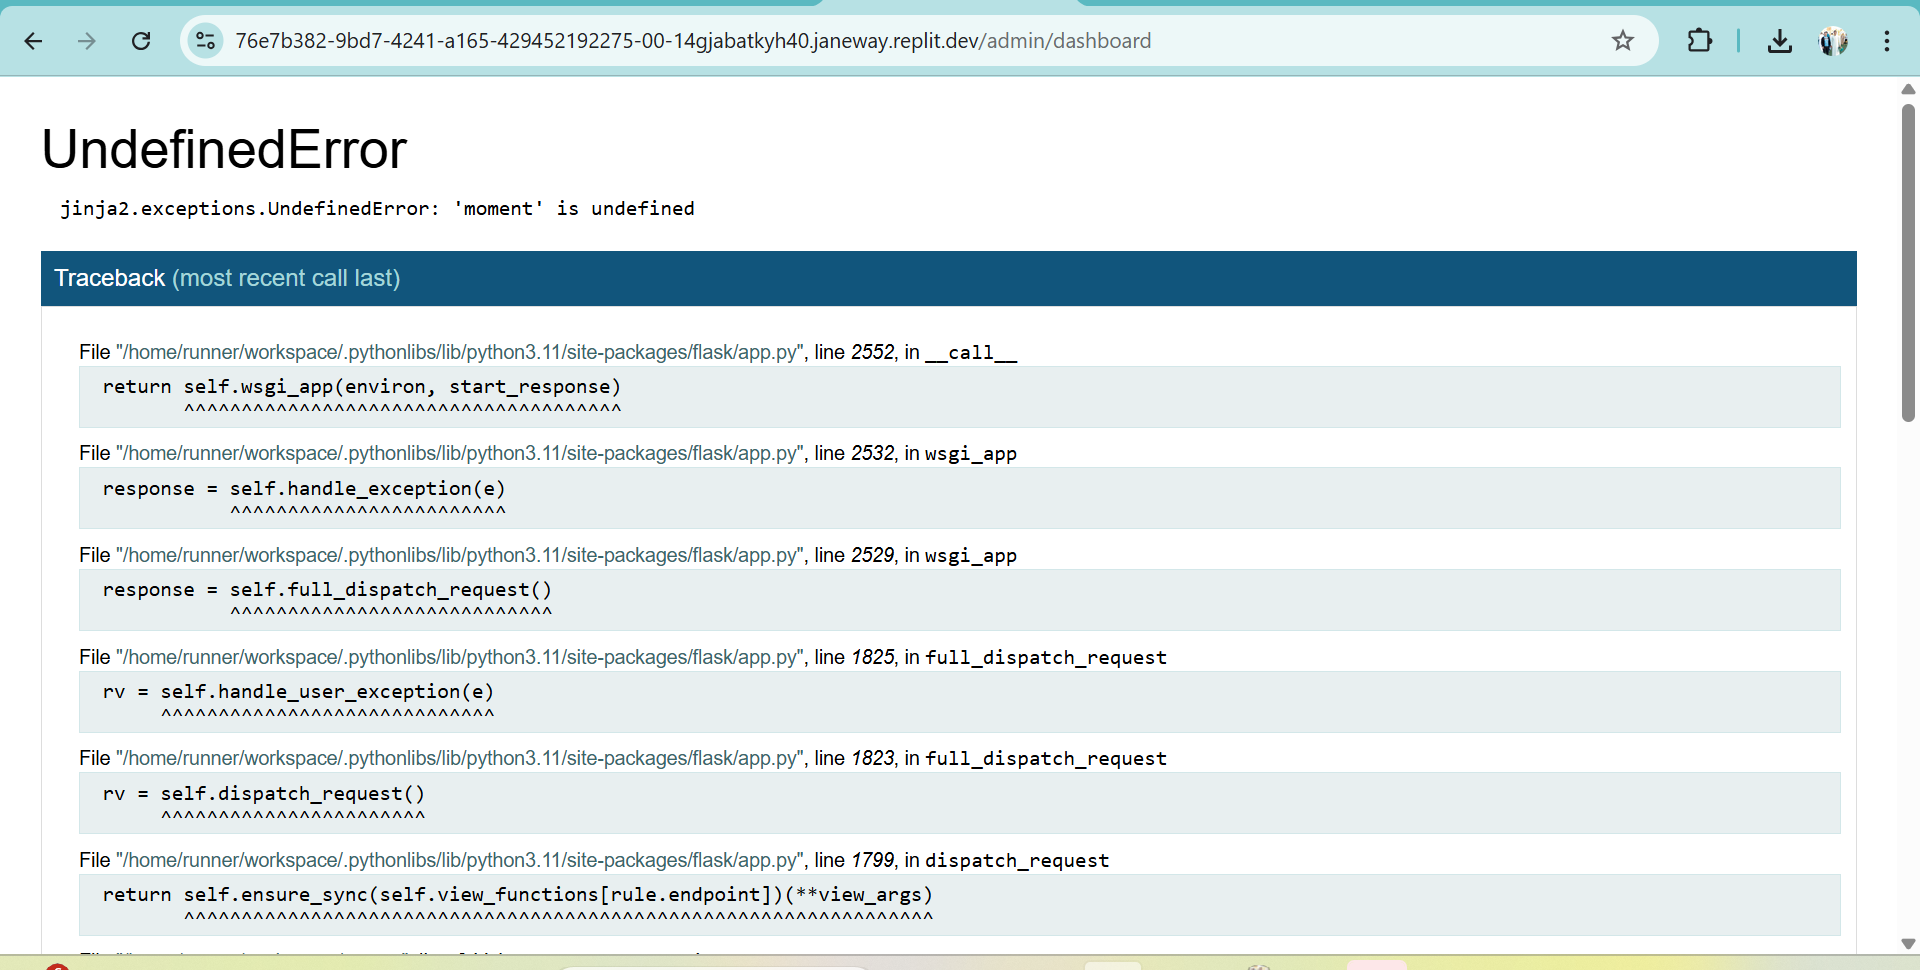 76e7b382-9bd7-4241-a165-429452192275-00-14gjabatkyh40.janeway.replit.dev/admin/dashboard
UndefinedError
jinja2.exceptions.UndefinedError: 'moment' is undefined
Traceback (most recent call last)
File "/home/runner/workspace/.pythonlibs/lib/python3.11/site-packages/flask/app.py", line 2552, in __call__
return self.wsgi_app(environ, start_response)
^^^^^^^^^^^^^^^^^^^^^^^^^^^^^^^^^^^^^^
File "/home/runner/workspace/.pythonlibs/lib/python3.11/site-packages/flask/app.py", line 2532, in wsgi_app
response = self.handle_exception(e)
^^^^^^^^^^^^^^^^^^^^^^^^
File "/home/runner/workspace/.pythonlibs/lib/python3.11/site-packages/flask/app.py", line 2529, in wsgi_app
response = self.full_dispatch_request()
^^^^^^^^^^^^^^^^^^^^^^^^^^^^
File "/home/runner/workspace/.pythonlibs/lib/python3.11/site-packages/flask/app.py", line 1825, in full_dispatch_request
rv = self.handle_user_exception(e)
^^^^^^^^^^^^^^^^^^^^^^^^^^^^^
File "/home/runner/workspace/.pythonlibs/lib/python3.11/site-packages/flask/app.py", line 1823, in full_dispatch_request
rv = self.dispatch_request()
^^^^^^^^^^^^^^^^^^^^^^^
File "/home/runner/workspace/.pythonlibs/lib/python3.11/site-packages/flask/app.py", line 1799, in dispatch_request
return self.ensure_sync(self.view_functions[rule.endpoint])(**view_args)
^^^^^^^^^^^^^^^^^^^^^^^^^^^^^^^^^^^^^^^^^^^^^^^^^^^^^^^^^^^^^^^^^